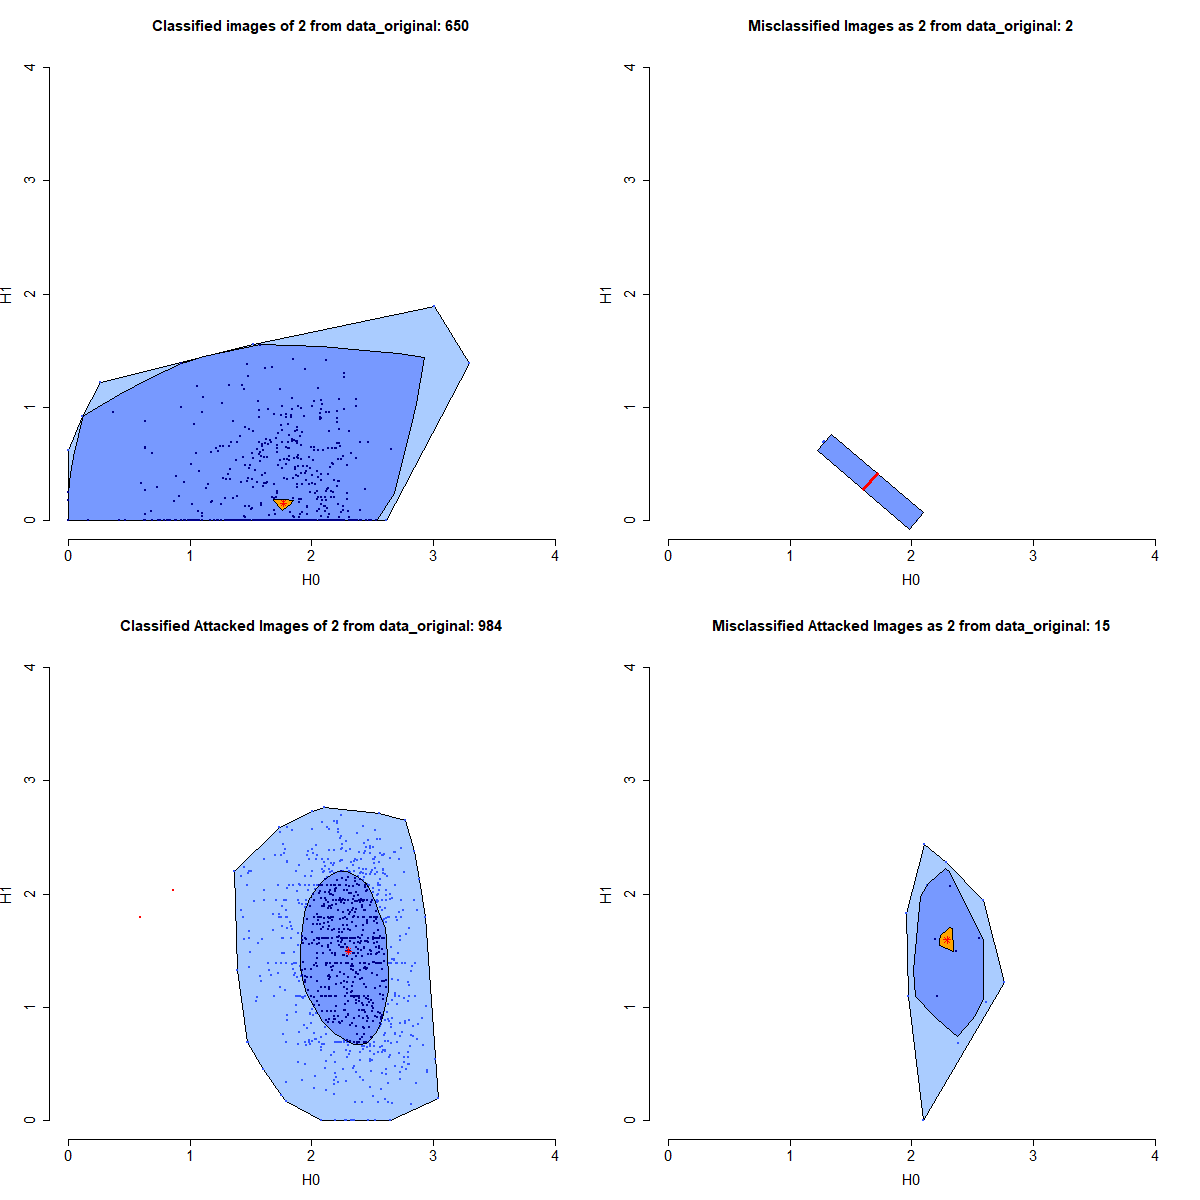 Classified images of 2 from data_original: 650
4
3
2
1
0
H1
0 1 2 3 4
H0
Misclassified Images as 2 from data_original: 2
4
3
2
1
0
H1
0 1 2 3 4
H0
Classified Attacked Images of 2 from data_original: 984
4
3
2
1
0
H1
0 1 2 3 4
H0
Misclassified Attacked Images as 2 from data_original: 15
4
3
2
1
0
H1
0 1 2 3 4
H0